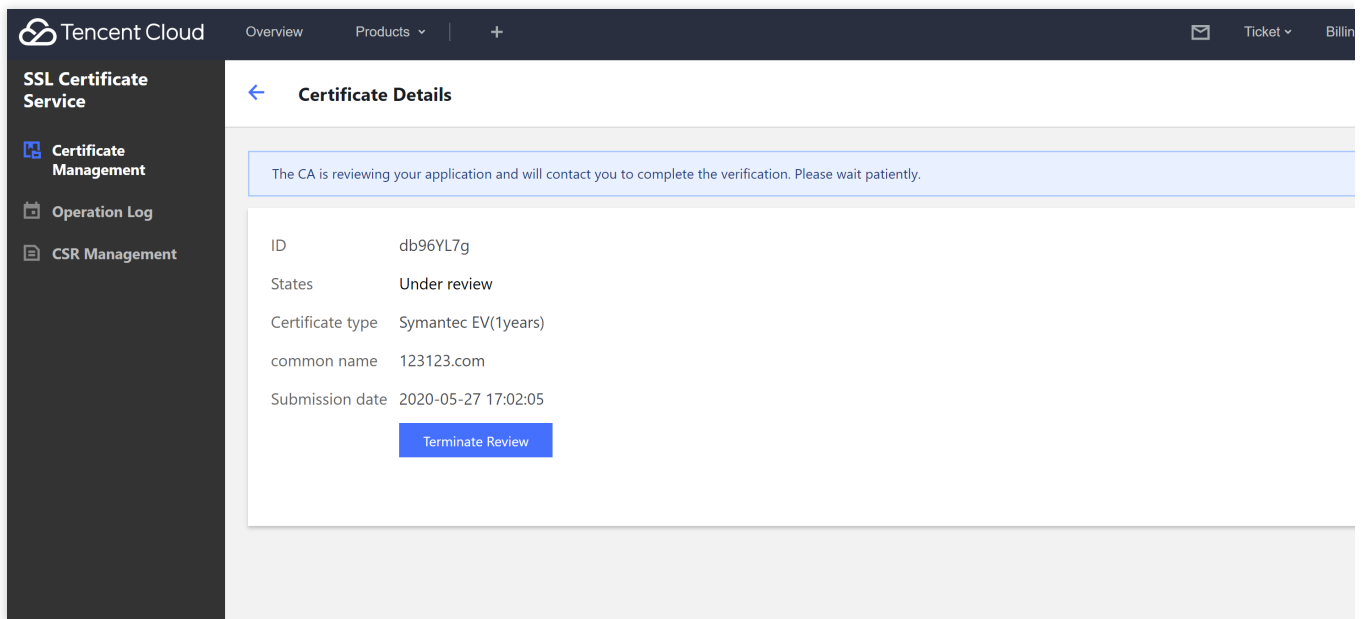 Tencent Cloud Overview Products + Ticket Billin
SSL Certificate
Service
Certificate
Management
Operation Log
CSR Management
Certificate Details
The CA is reviewing your application and will contact you to complete the verification. Please wait patiently.
ID db96YL7g
States Under review
Certificate type Symantec EV(1years)
common name 123123.com
Submission date 2020-05-27 17:02:05
Terminate Review